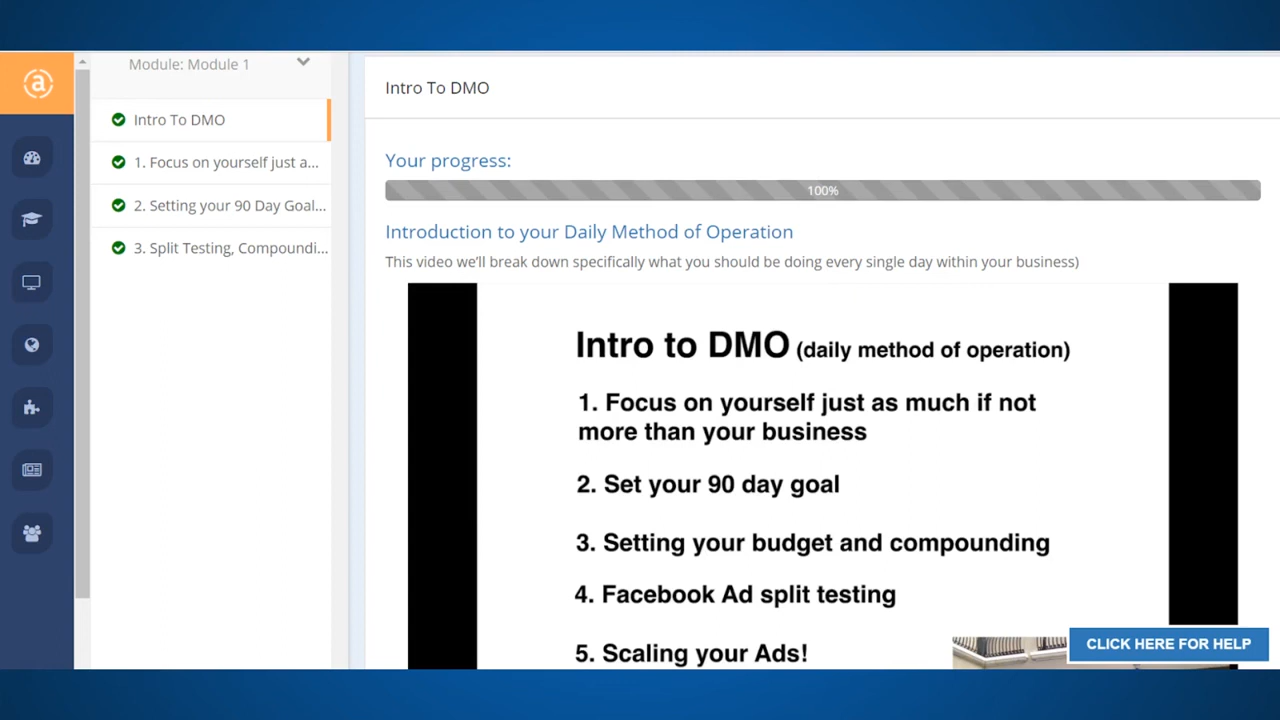 Module: Module 1
Intro To DMO
1. Focus on yourself just a...
2. Setting your 90 Day Goal...
3. Split Testing, Compoundi...
Intro To DMO
Your progress:
100%
Introduction to your Daily Method of Operation
This video we'll break down specifically what you should be doing every single day within your business)
Intro to DMO (daily method of operation)
1. Focus on yourself just as much if not
more than your business
2. Set your 90 day goal
3. Setting your budget and compounding
4. Facebook Ad split testing
5. Scaling your Ads!
CLICK HERE FOR HELP